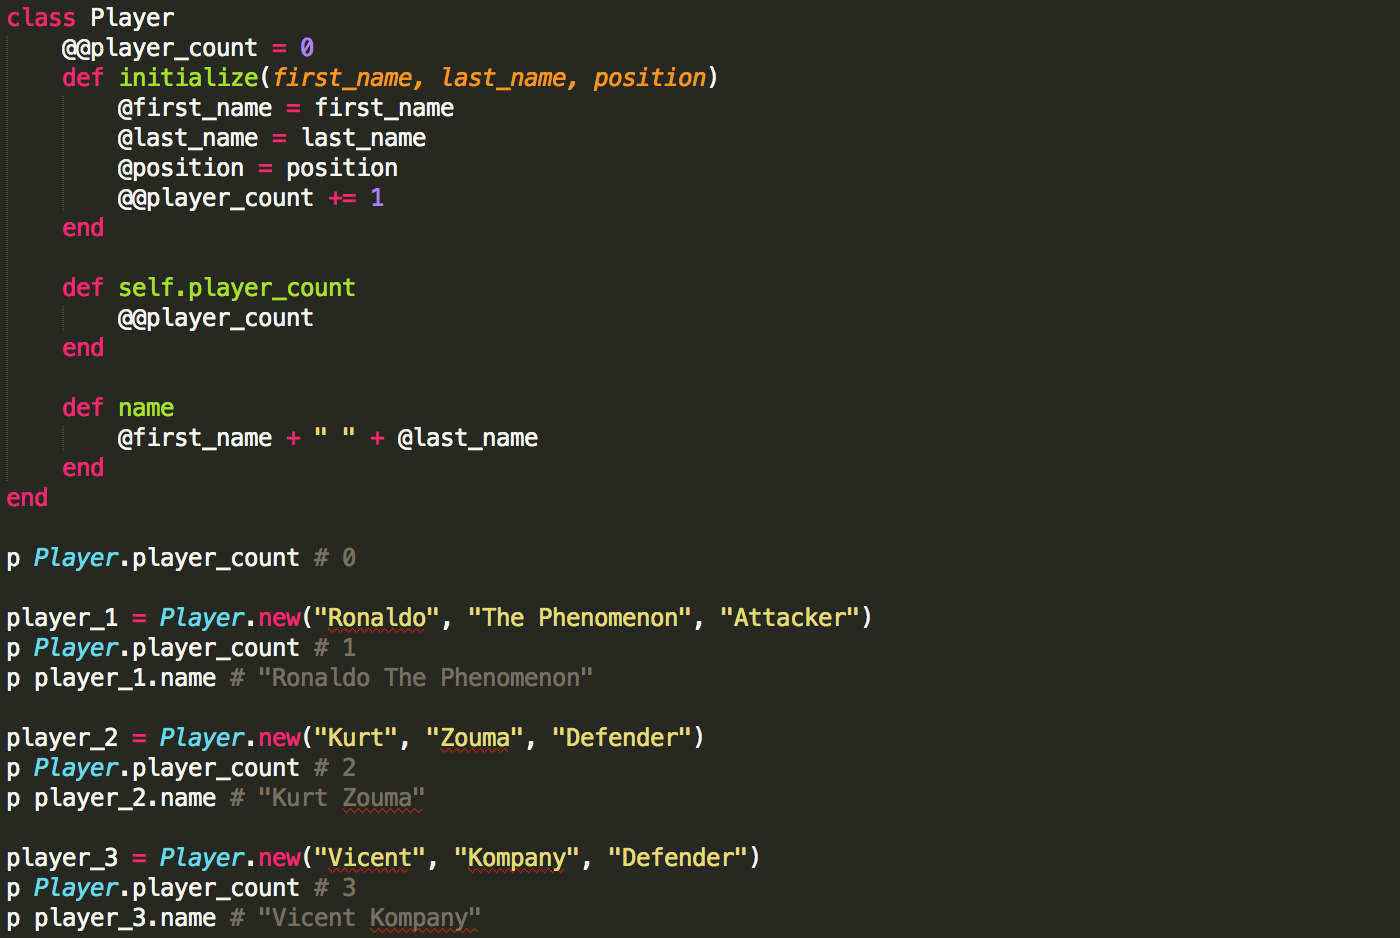 class Player
    @@player_count = 0
    def initialize(first_name, last_name, position)
        @first_name = first_name
        @last_name = last_name
        @position = position
        @@player_count += 1
    end

    def self.player_count
        @@player_count
    end

    def name
        @first_name + " " + @last_name
    end
end

p Player.player_count # 0

player_1 = Player.new("Ronaldo", "The Phenomenon", "Attacker")
p Player.player_count # 1
p player_1.name # "Ronaldo The Phenomenon"

player_2 = Player.new("Kurt", "Zouma", "Defender")
p Player.player_count # 2
p player_2.name # "Kurt Zouma"

player_3 = Player.new("Vicent", "Kompany", "Defender")
p Player.player_count # 3
p player_3.name # "Vicent Kompany"